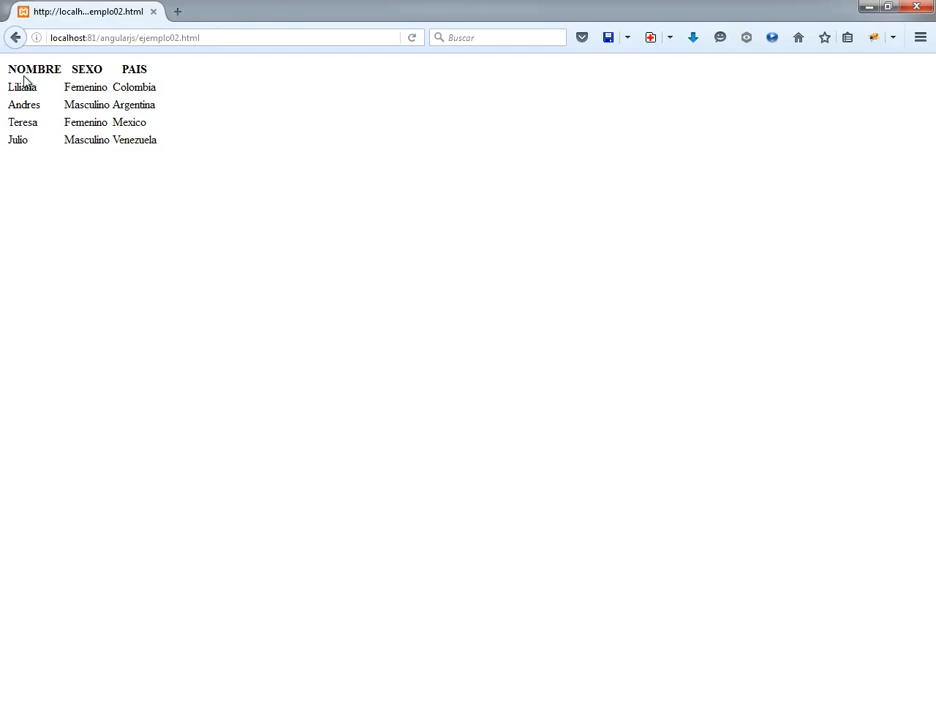 http://localh...emplo02.html
localhost:81/angularjs/ejemplo02.html
Buscar
NOMBRE SEXO PAIS
Liliana Femenino Colombia
Andres Masculino Argentina
Teresa Femenino Mexico
Julio Masculino Venezuela